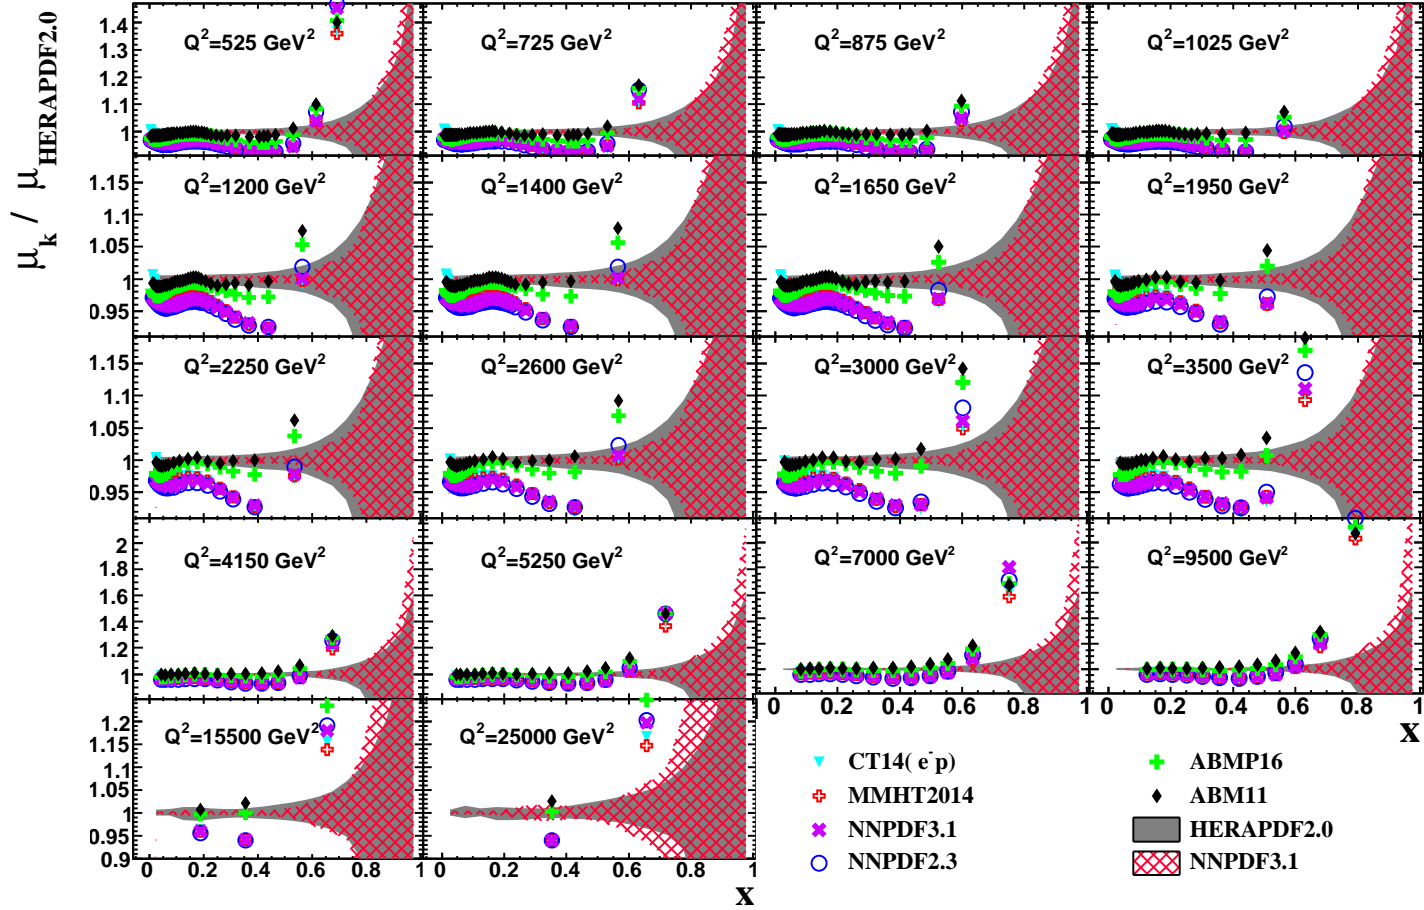 μ_k / μ_HERAPDF2.0
1.4
1.3
1.2
1.1
1
Q²=525 GeV²
Q²=725 GeV²
Q²=875 GeV²
Q²=1025 GeV²
1.15
1.1
1.05
1
0.95
Q²=1200 GeV²
Q²=1400 GeV²
Q²=1650 GeV²
Q²=1950 GeV²
1.15
1.1
1.05
1
0.95
Q²=2250 GeV²
Q²=2600 GeV²
Q²=3000 GeV²
Q²=3500 GeV²
2
1.8
1.6
1.4
1.2
1
Q²=4150 GeV²
Q²=5250 GeV²
Q²=7000 GeV²
Q²=9500 GeV²
0 0.2 0.4 0.6 0.8 1
0 0.2 0.4 0.6 0.8 1
x
1.2
1.15
1.1
1.05
1
0.95
0.9
Q²=15500 GeV²
Q²=25000 GeV²
0 0.2 0.4 0.6 0.8 1
0 0.2 0.4 0.6 0.8 1
x
CT14( e⁻p)
MMHT2014
NNPDF3.1
NNPDF2.3
ABMP16
ABM11
HERAPDF2.0
NNPDF3.1